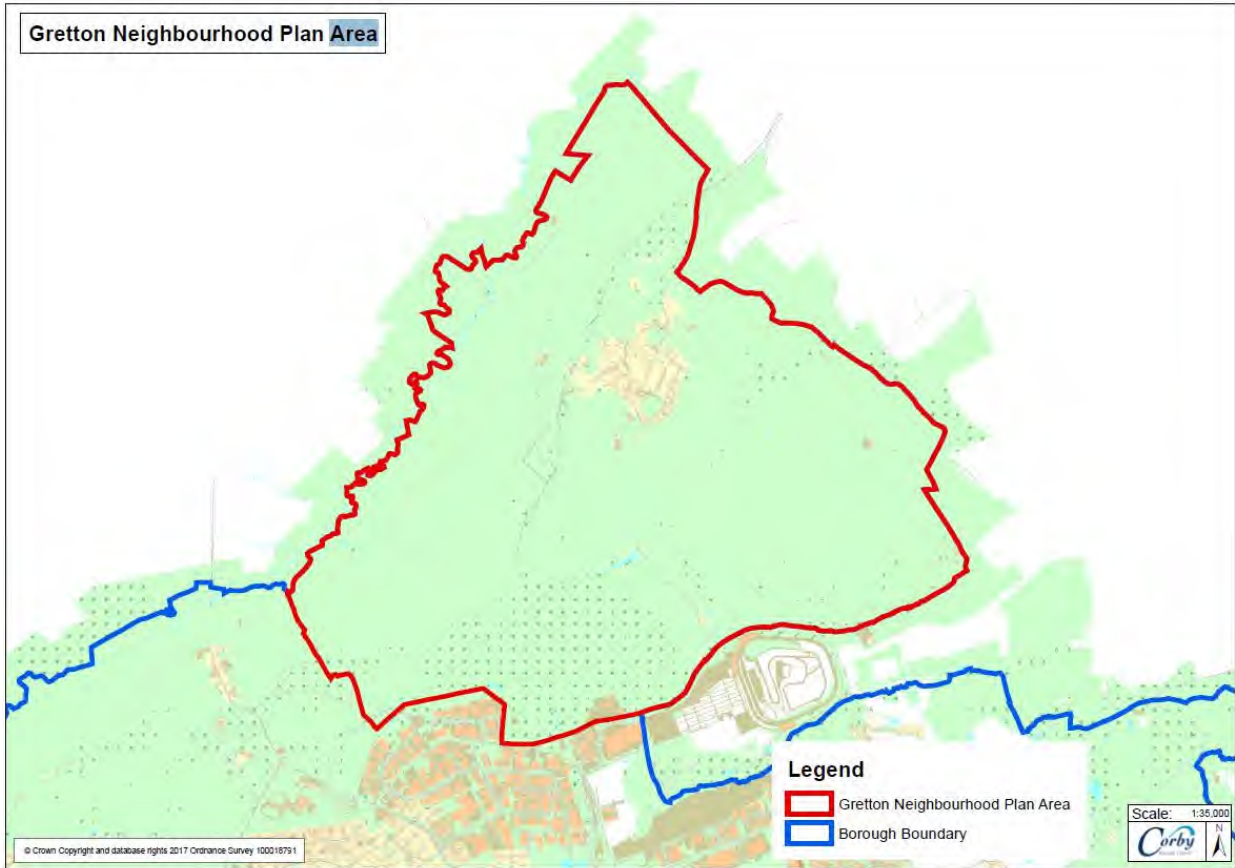 Gretton Neighbourhood Plan Area
Legend
Gretton Neighbourhood Plan Area
Borough Boundary
Scale: 1:35,000
Corby
N
© Crown Copyright and database rights 2017 Ordnance Survey 100018791